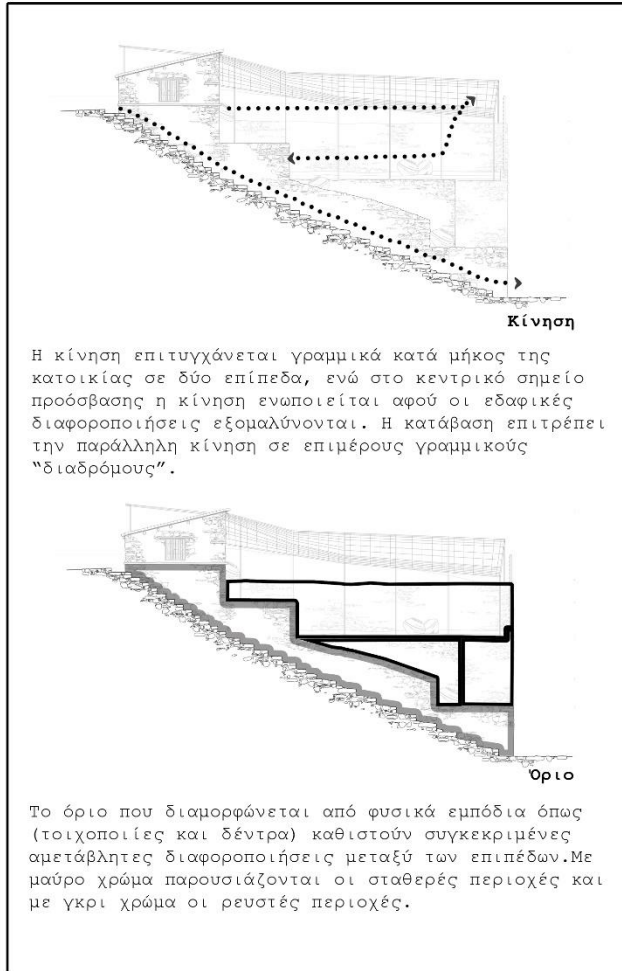 Κίνηση
Η κίνηση επιτυγχάνεται γραμμικά κατά μήκος της
κατοικίας σε δύο επίπεδα, ενώ στο κεντρικό σημείο
πρόσβασης η κίνηση ενωποιείται αφού οι εδαφικές
διαφοροποιήσεις εξομαλύνονται. Η κατάβαση επιτρέπει
την παράλληλη κίνηση σε επιμέρους γραμμικούς
“διαδρόμους”.
Όριο
Το όριο που διαμορφώνεται από φυσικά εμπόδια όπως
(τοιχοποιίες και δέντρα) καθιστούν συγκεκριμένες
αμετάβλητες διαφοροποιήσεις μεταξύ των επιπέδων.Με
μαύρο χρώμα παρουσιάζονται οι σταθερές περιοχές και
με γκρι χρώμα οι ρευστές περιοχές.